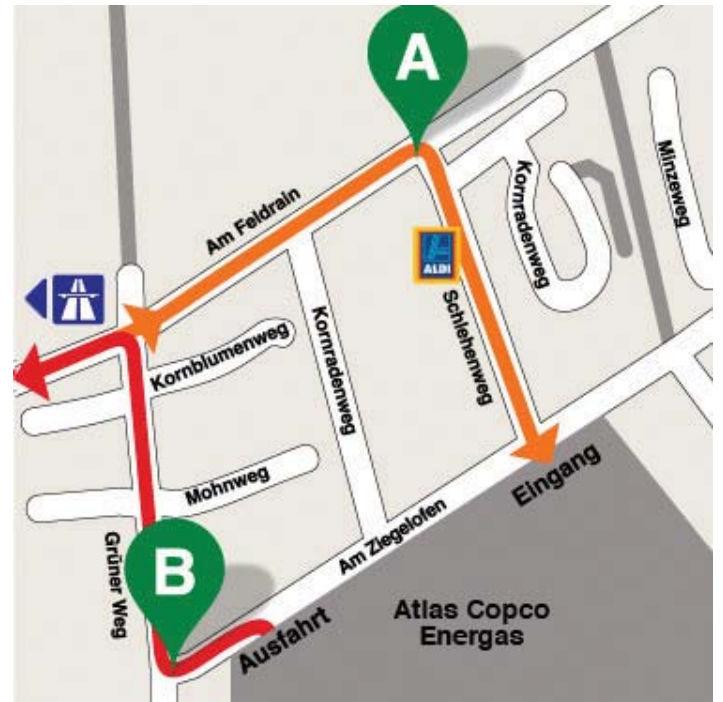 A
Am Feldrain
Kornradenweg
Minzeweg
ALDI
Schlehenweg
Kornblumenweg
Kornradenweg
Mohnweg
Eingang
Am Ziegelofen
Grüner Weg
B
Ausfahrt
Atlas Copco
Energas